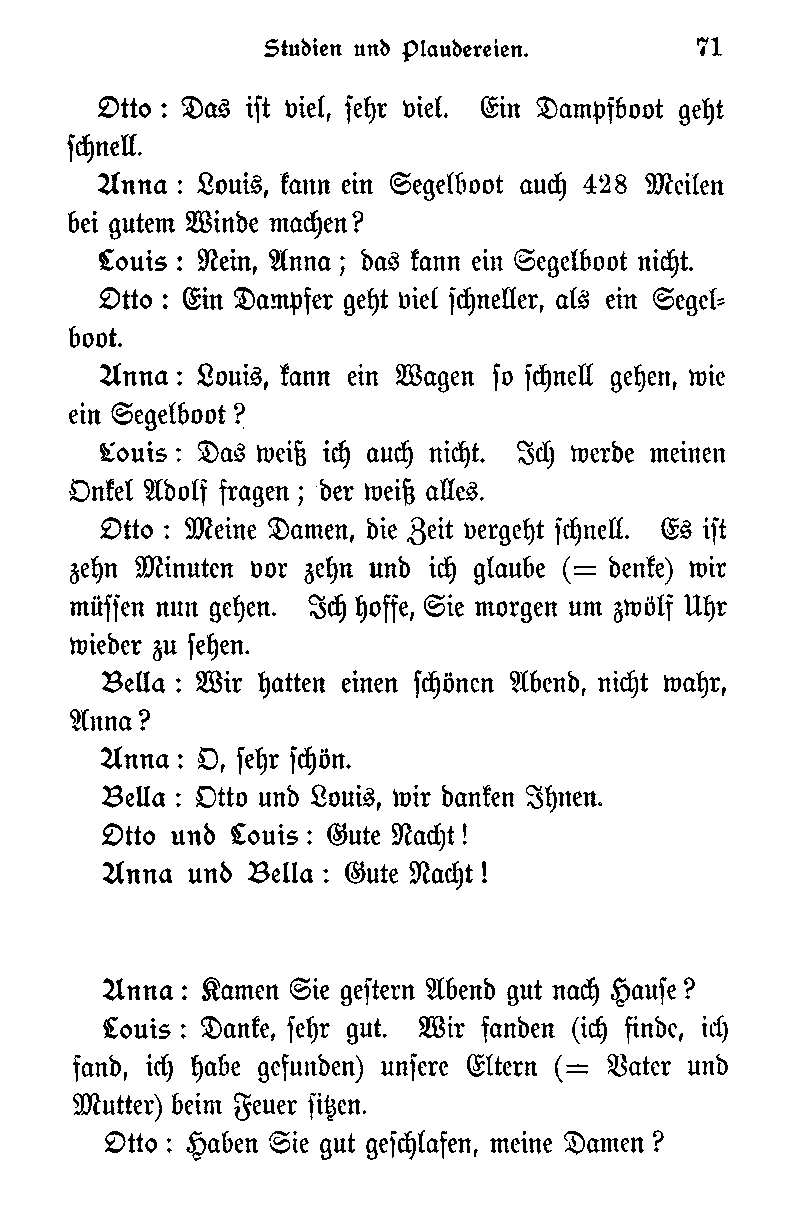 Studien und Plaudereien. 71
Otto : Das ist viel, sehr viel. Ein Dampfboot geht
schnell.
Anna : Louis, kann ein Segelboot auch 428 Meilen
bei gutem Winde machen?
Louis : Nein, Anna ; das kann ein Segelboot nicht.
Otto : Ein Dampfer geht viel schneller, als ein Segel-
boot.
Anna : Louis, kann ein Wagen so schnell gehen, wie
ein Segelboot?
Louis : Das weiß ich auch nicht. Ich werde meinen
Onkel Adolf fragen ; der weiß alles.
Otto : Meine Damen, die Zeit vergeht schnell. Es ist
zehn Minuten vor zehn und ich glaube (= denke) wir
müssen nun gehen. Ich hoffe, Sie morgen um zwölf Uhr
wieder zu sehen.
Bella : Wir hatten einen schönen Abend, nicht wahr,
Anna?
Anna : O, sehr schön.
Bella : Otto und Louis, wir danken Ihnen.
Otto und Louis : Gute Nacht!
Anna und Bella : Gute Nacht!
Anna : Kamen Sie gestern Abend gut nach Hause?
Louis : Danke, sehr gut. Wir fanden (ich finde, ich
fand, ich habe gefunden) unsere Eltern (= Vater und
Mutter) beim Feuer sitzen.
Otto : Haben Sie gut geschlafen, meine Damen?